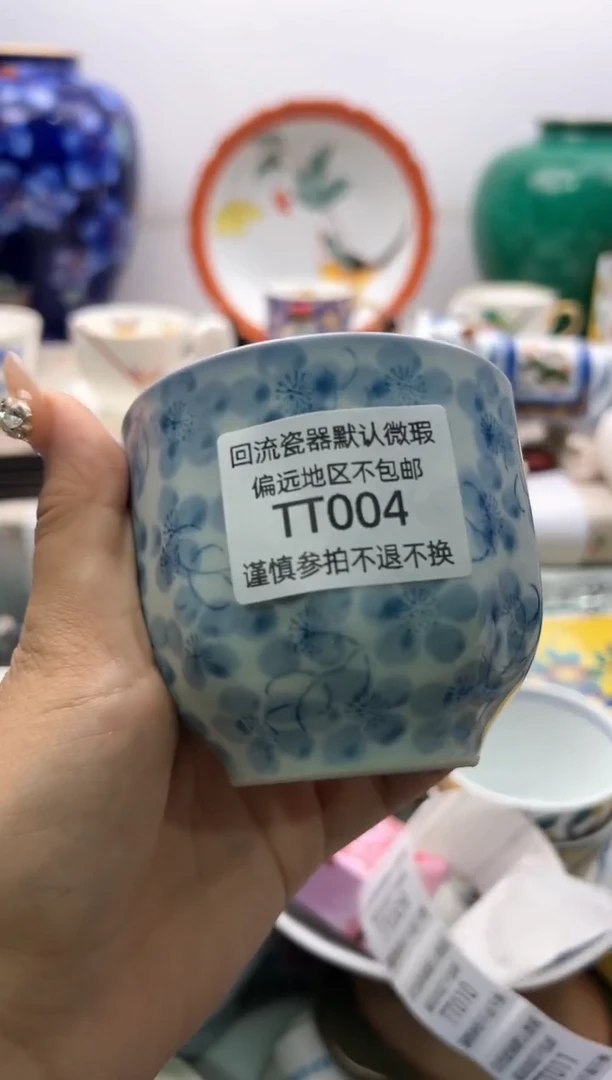 回流瓷器默认微瑕
偏远地区不包邮
TT004
谨慎参拍不退不换
TT010